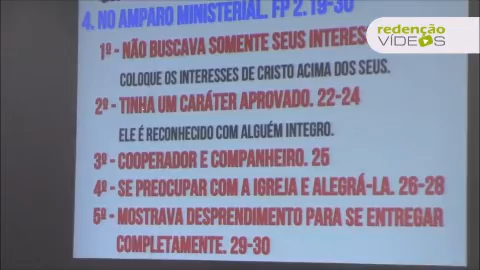 4. NO AMPARO MINISTERIAL. FP 2.19-30
1º - NÃO BUSCAVA SOMENTE SEUS INTERES
COLOQUE OS INTERESSES DE CRISTO ACIMA DOS SEUS.
2º - TINHA UM CARÁTER APROVADO. 22-24
ELE É RECONHECIDO COM ALGUÉM INTEGRO.
3º - COOPERADOR E COMPANHEIRO. 25
4º - SE PREOCUPAR COM A IGREJA E ALEGRÁ-LA. 26-28
5º - MOSTRAVA DESPRENDIMENTO PARA SE ENTREGAR
COMPLETAMENTE. 29-30
redenção
VÍDEOS